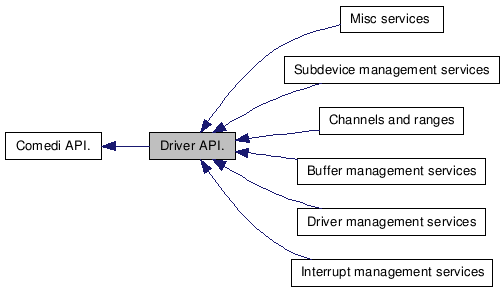 Misc services
Subdevice management services
Channels and ranges
Comedi API.
Driver API.
Buffer management services
Driver management services
Interrupt management services